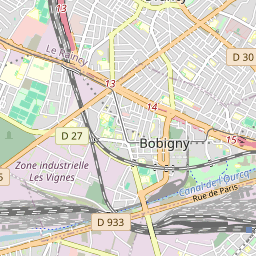 Le Raincy
13
13
D 30
14
15
D 27
Bobigny
Zone industrielle
Les Vignes
Canal de l'Ourcq
Rue de Paris
D 933